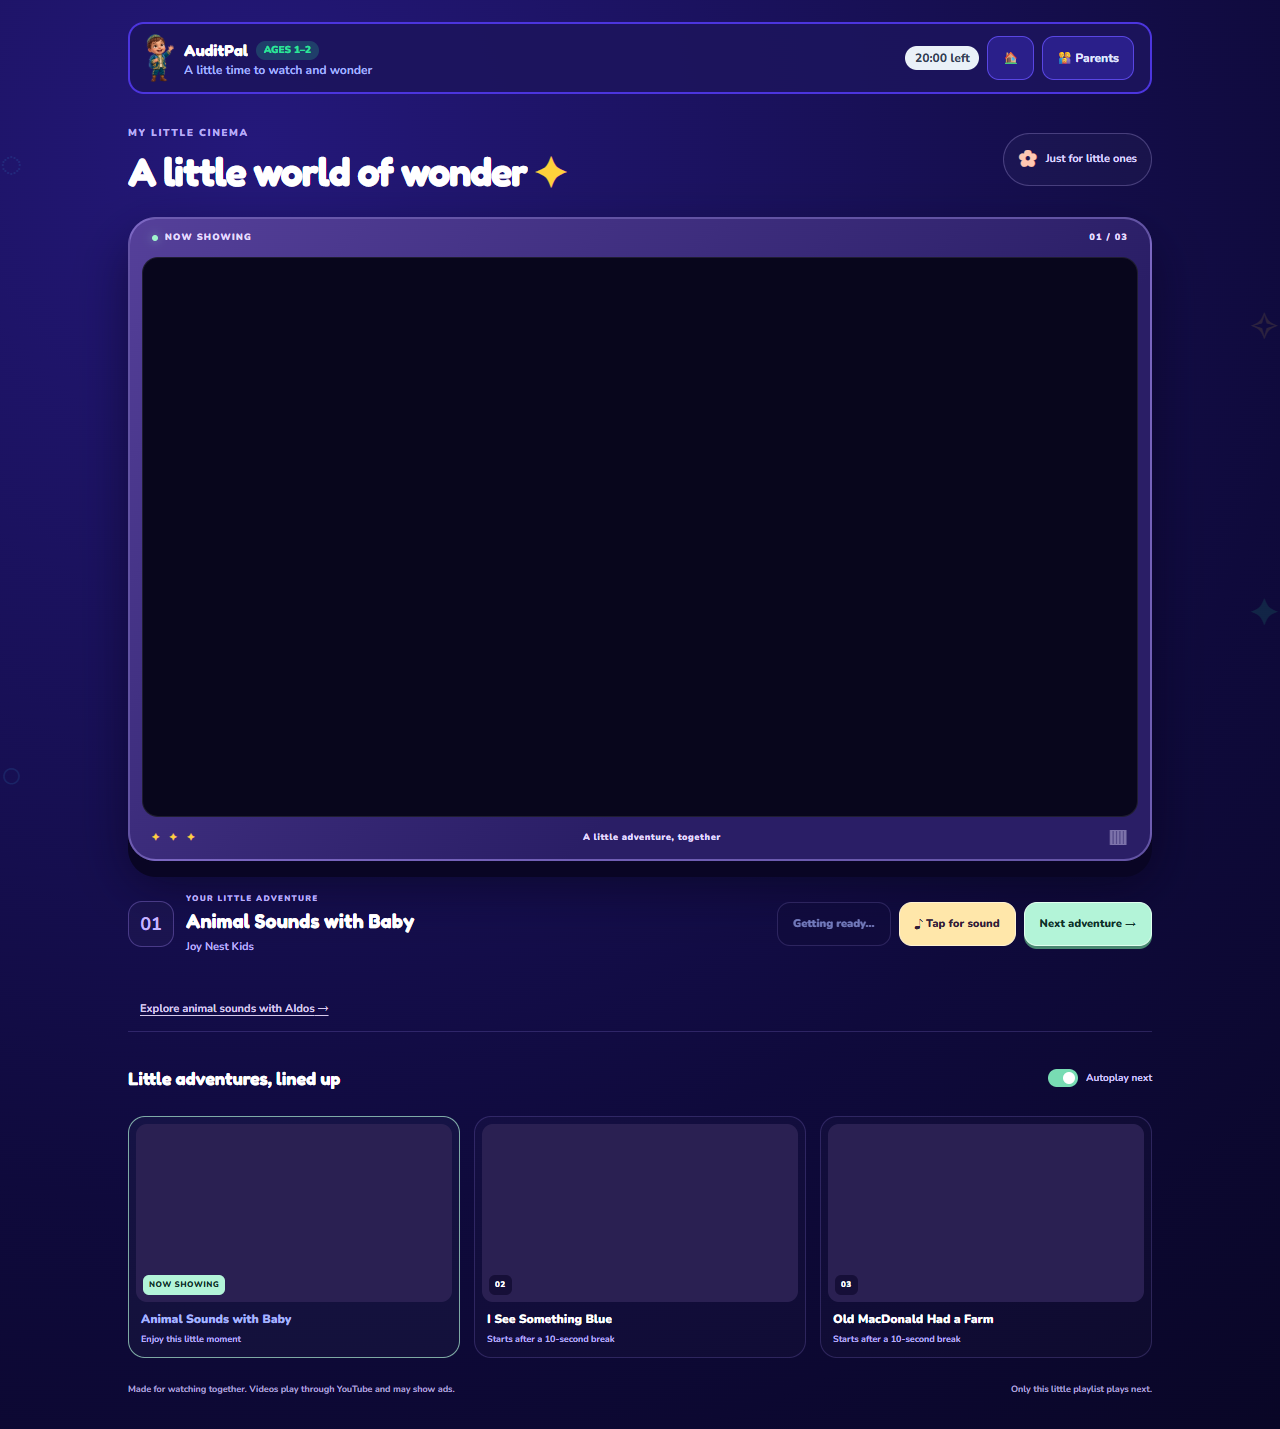 AuditPal AGES 1–2
A little time to watch and wonder
20:00 left
Parents
MY LITTLE CINEMA
A little world of wonder
Just for little ones
NOW SHOWING
01 / 03
A little adventure, together
01
YOUR LITTLE ADVENTURE
Animal Sounds with Baby
Joy Nest Kids
Getting ready...
Tap for sound
Next adventure →
Explore animal sounds with AIdos →
Little adventures, lined up
Autoplay next
NOW SHOWING
Animal Sounds with Baby
Enjoy this little moment
02
I See Something Blue
Starts after a 10-second break
03
Old MacDonald Had a Farm
Starts after a 10-second break
Made for watching together. Videos play through YouTube and may show ads.
Only this little playlist plays next.